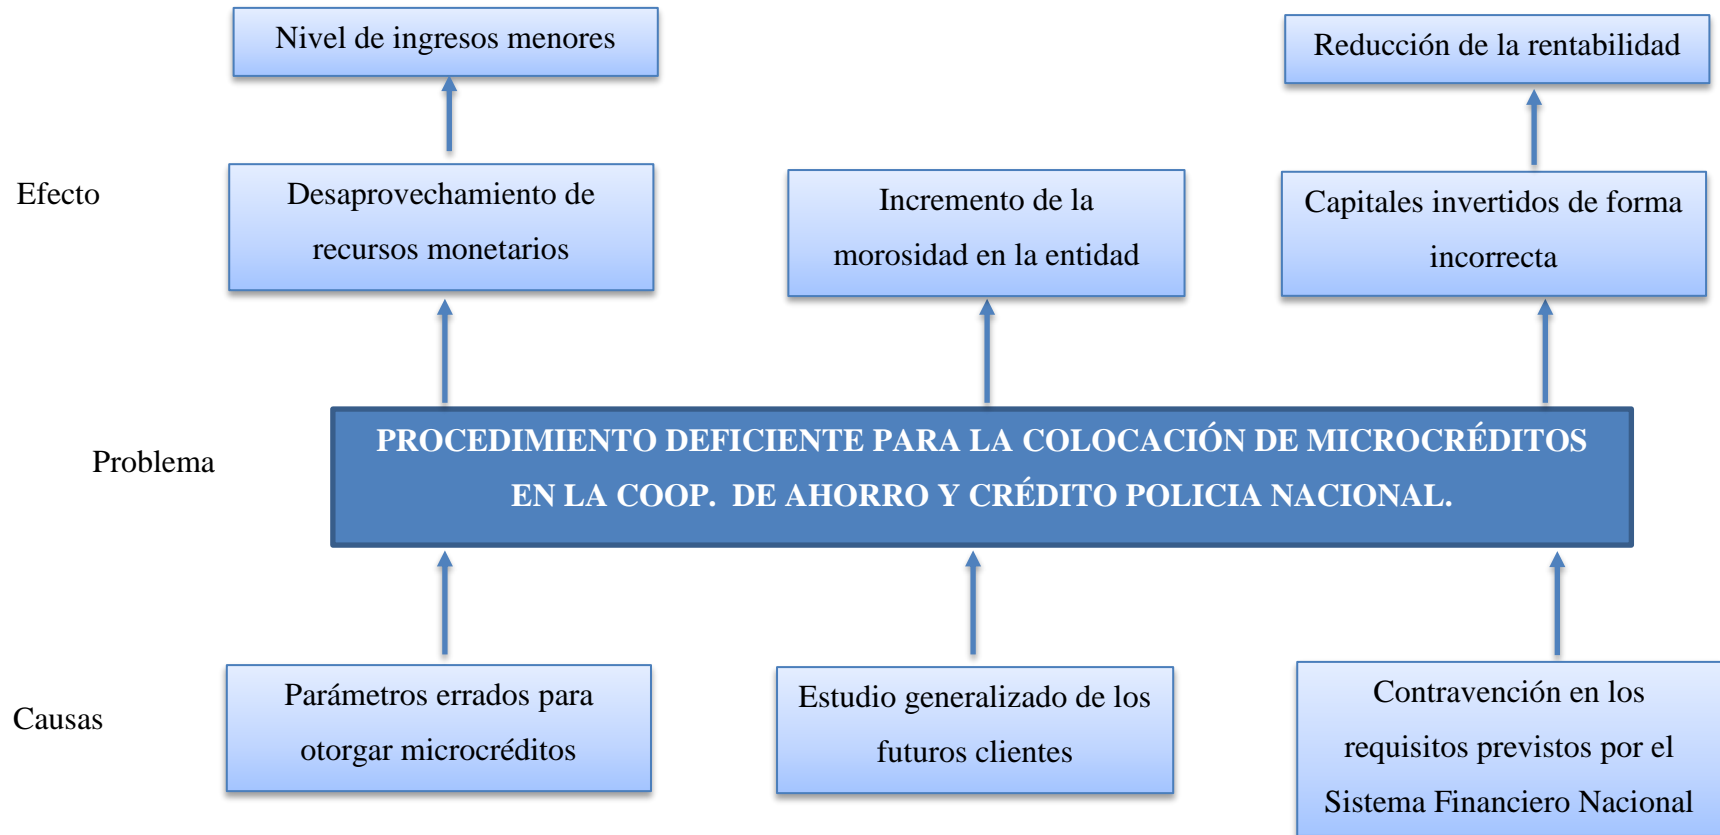 Nivel de ingresos menores
Reducción de la rentabilidad
Efecto
Desaprovechamiento de
recursos monetarios
Incremento de la
morosidad en la entidad
Capitales invertidos de forma
incorrecta
Problema
PROCEDIMIENTO DEFICIENTE PARA LA COLOCACIÓN DE MICROCRÉDITOS
EN LA COOP. DE AHORRO Y CRÉDITO POLICIA NACIONAL.
Causas
Parámetros errados para
otorgar microcréditos
Estudio generalizado de los
futuros clientes
Contravención en los
requisitos previstos por el
Sistema Financiero Nacional